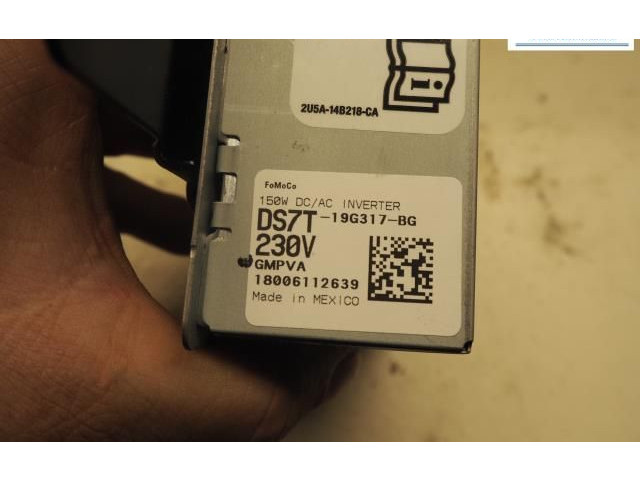 2U5A-14B218-CA
FoMoCo
150W DC/AC INVERTER
DS7T-19G317-BG
230V
GMPVA
18006112639
Made in MEXICO